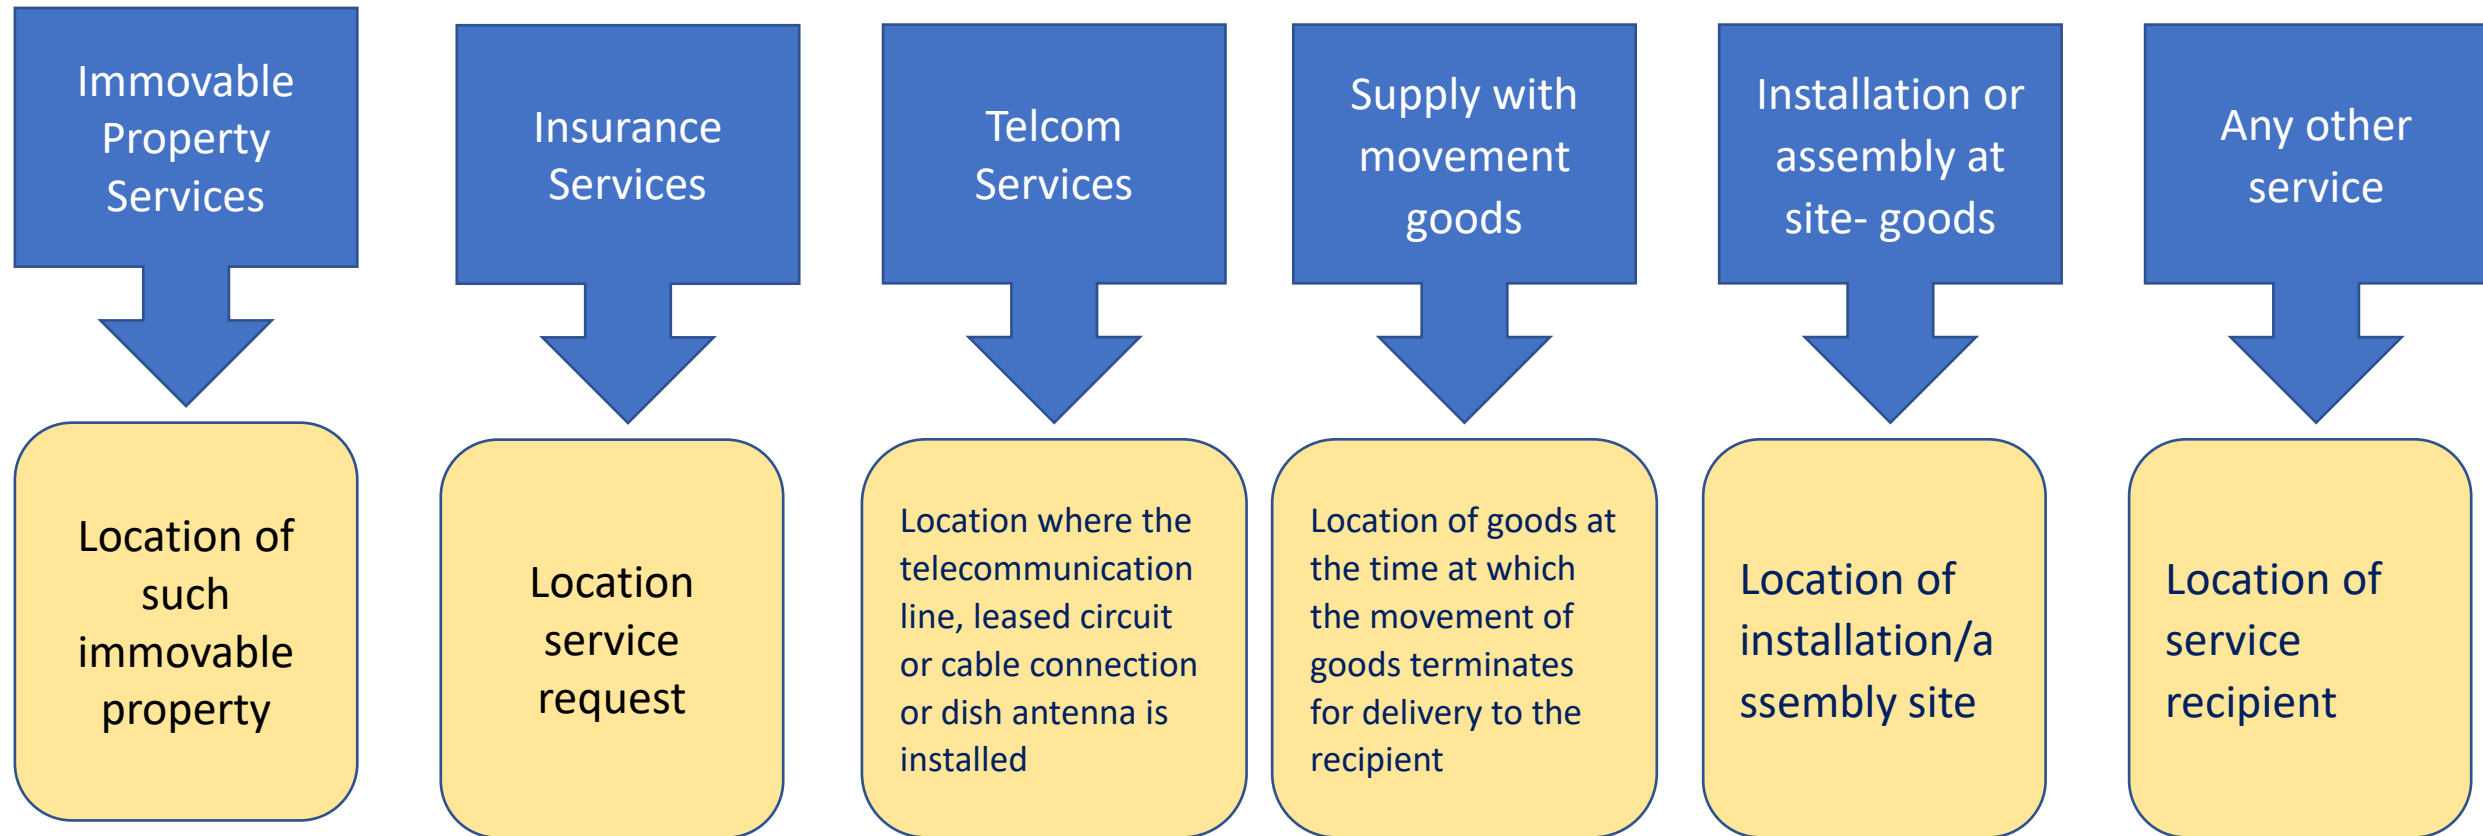 Immovable
Property
Services
Insurance
Services
Telcom
Services
Supply with
movement
goods
Installation or
assembly at
site- goods
Any other
service
Location of
such
immovable
property
Location
service
request
Location where the
telecommunication
line, leased circuit
or cable connection
or dish antenna is
installed
Location of goods at
the time at which
the movement of
goods terminates
for delivery to the
recipient
Location of
installation/a
ssembly site
Location of
service
recipient